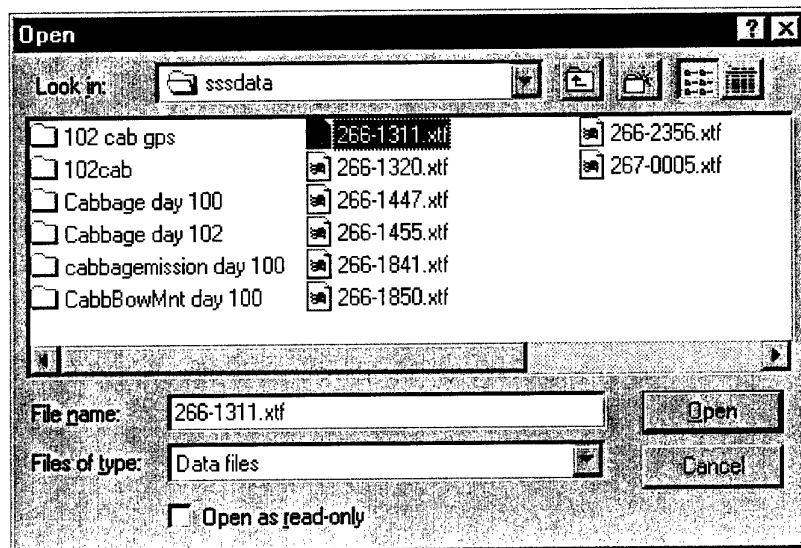 Open
Look in: sssdata
102 cab gps
102cab
Cabbage day 100
Cabbage day 102
cabbagemission day 100
CabbBowMnt day 100
266-1311.xtf
266-1320.xtf
266-1447.xtf
266-1455.xtf
266-1841.xtf
266-1850.xtf
266-2356.xtf
267-0005.xtf
File name: 266-1311.xtf Open
Files of type: Data files Cancel
Open as read-only